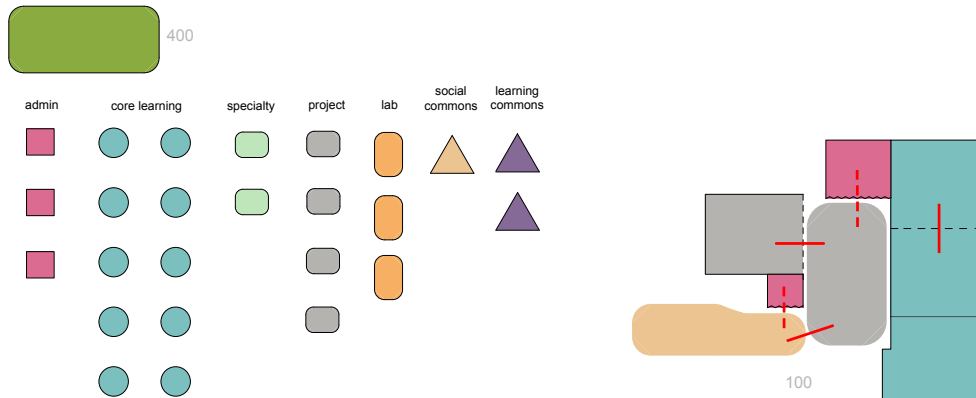 400
admin
core learning
specialty
project
lab
social
commons
learning
commons
100